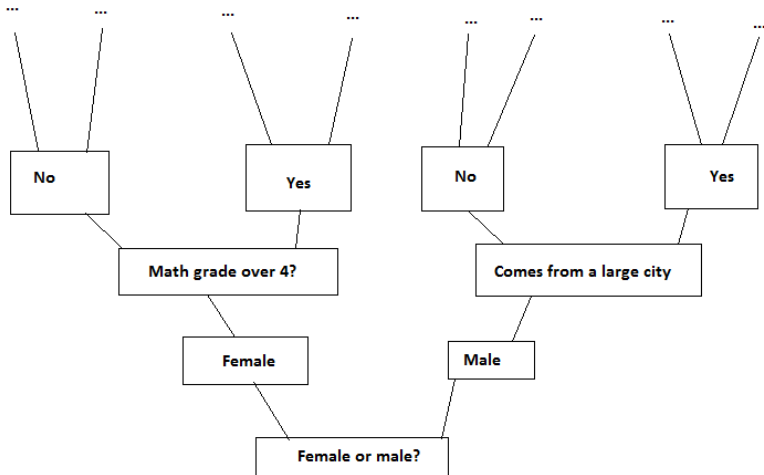 ... ... ... ... ... ... ... ...
No Yes No Yes
Math grade over 4? Comes from a large city
Female Male
Female or male?